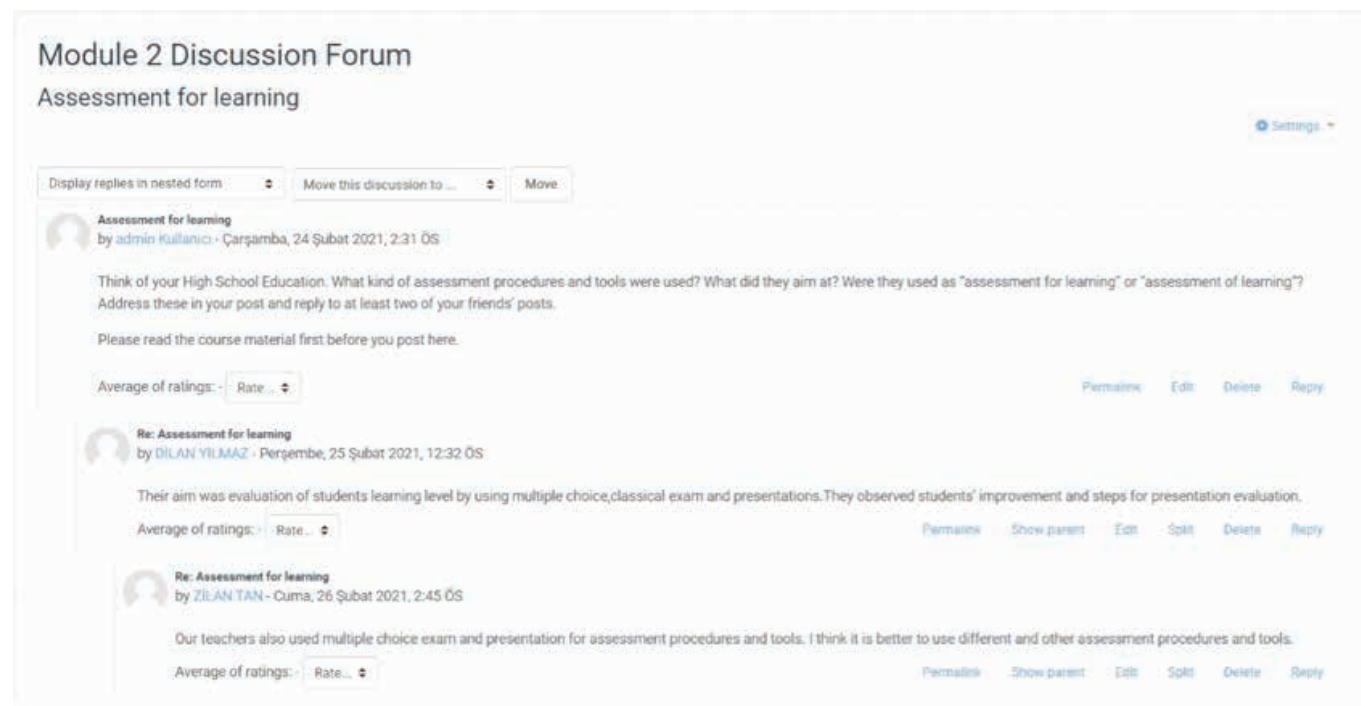 Module 2 Discussion Forum
Assessment for learning
Settings
Display replies in nested form Move this discussion to ... Move
Assessment for learning
by admin Kullanıcı - Çarşamba, 24 Şubat 2021, 2:31 ÖS
Think of your High School Education. What kind of assessment procedures and tools were used? What did they aim at? Were they used as "assessment for learning" or "assessment of learning"?
Address these in your post and reply to at least two of your friends' posts.
Please read the course material first before you post here.
Average of ratings: - Rate... Permalink Edit Delete Reply
Re: Assessment for learning
by DİLAN YILMAZ - Perşembe, 25 Şubat 2021, 12:32 ÖS
Their aim was evaluation of students learning level by using multiple choice,classical exam and presentations.They observed students' improvement and steps for presentation evaluation.
Average of ratings: - Rate... Permalink Show parent Edit Split Delete Reply
Re: Assessment for learning
by ZİLAN TAN - Cuma, 26 Şubat 2021, 2:45 ÖS
Our teachers also used multiple choice exam and presentation for assessment procedures and tools. I think it is better to use different and other assessment procedures and tools.
Average of ratings: - Rate... Permalink Show parent Edit Split Delete Reply